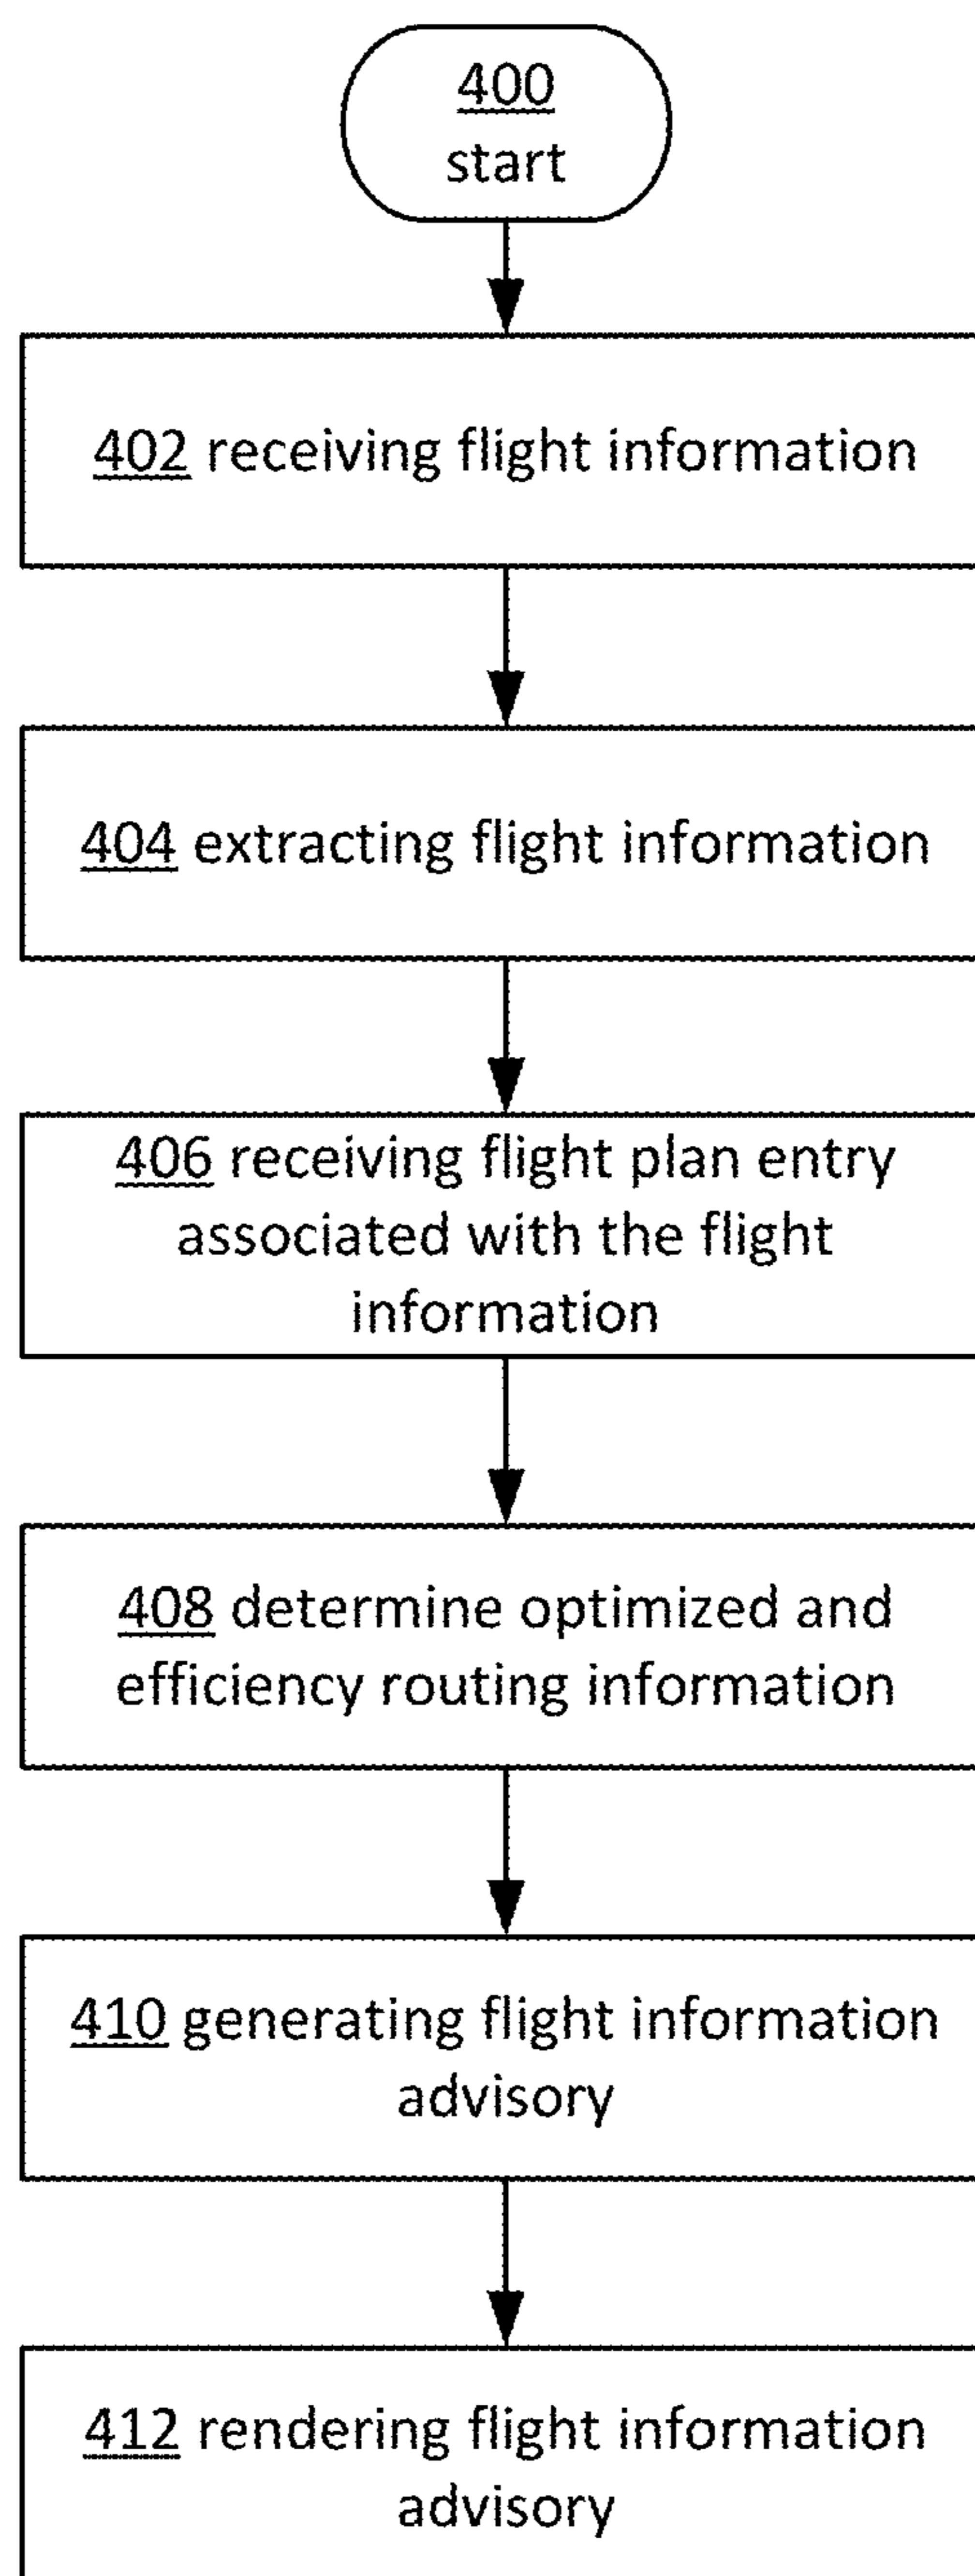 400
start
402 receiving flight information
404 extracting flight information
406 receiving flight plan entry
associated with the flight
information
408 determine optimized and
efficiency routing information
410 generating flight information
advisory
412 rendering flight information
advisory